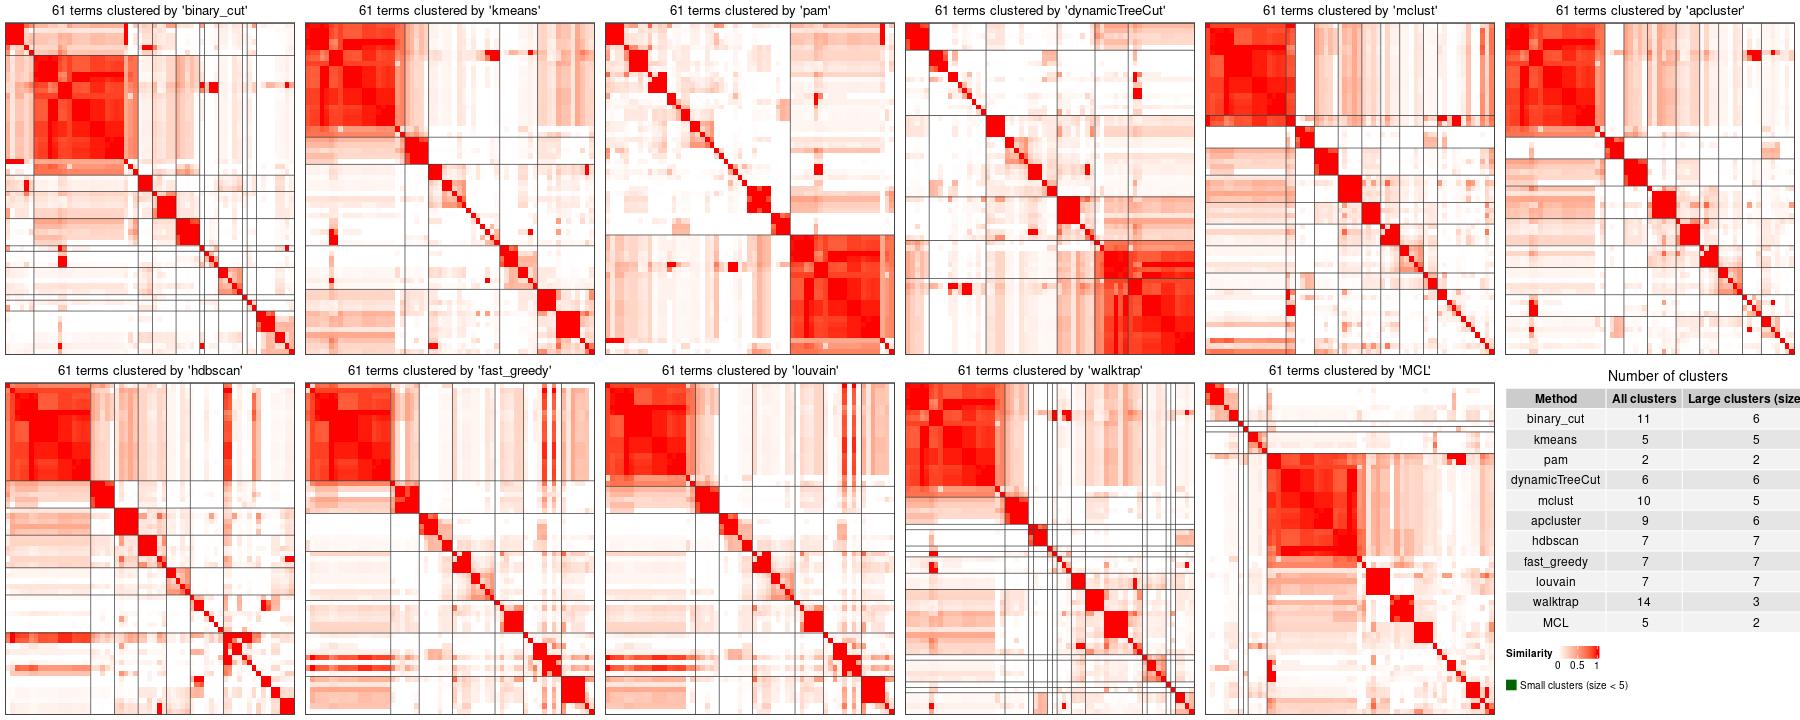 61 terms clustered by 'binary_cut'
61 terms clustered by 'kmeans'
61 terms clustered by 'pam'
61 terms clustered by 'dynamicTreeCut'
61 terms clustered by 'mclust'
61 terms clustered by 'apcluster'
61 terms clustered by 'hdbscan'
61 terms clustered by 'fast_greedy'
61 terms clustered by 'louvain'
61 terms clustered by 'walktrap'
61 terms clustered by 'MCL'
Number of clusters
Method All clusters Large clusters (size
binary_cut 11 6
kmeans 5 5
pam 2 2
dynamicTreeCut 6 6
mclust 10 5
apcluster 9 6
hdbscan 7 7
fast_greedy 7 7
louvain 7 7
walktrap 14 3
MCL 5 2
Similarity
0 0.5 1
Small clusters (size < 5)